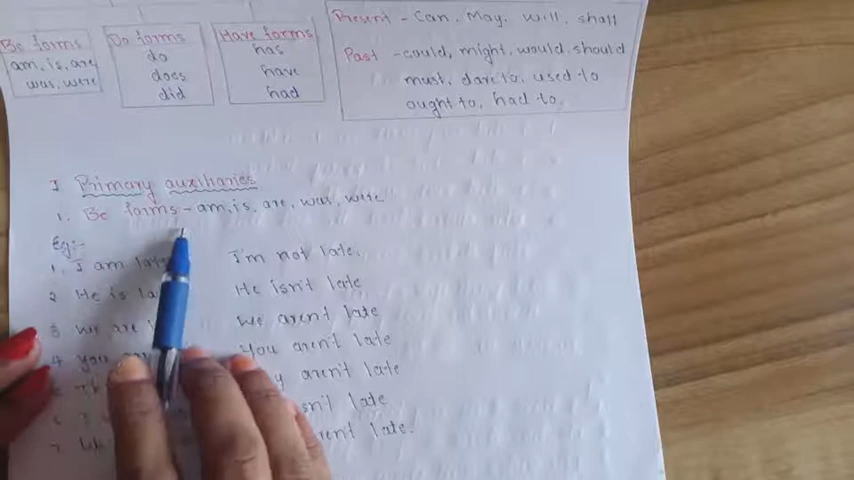 Be forms
am, is, are
was, were
Do forms
do
does
did
Have forms
has
have
had
Present - Can, May, will, shall
Past - could, might, would, should
must, dare to, used to
ought to, had to,
I Primary auxiliaries
1. Be forms - am, is, are, was, were
Eg:-
1. I am late I'm not late.
2 He is He isn't late
3 We are We aren't late
4 you You aren't late
aren't late
late
late.